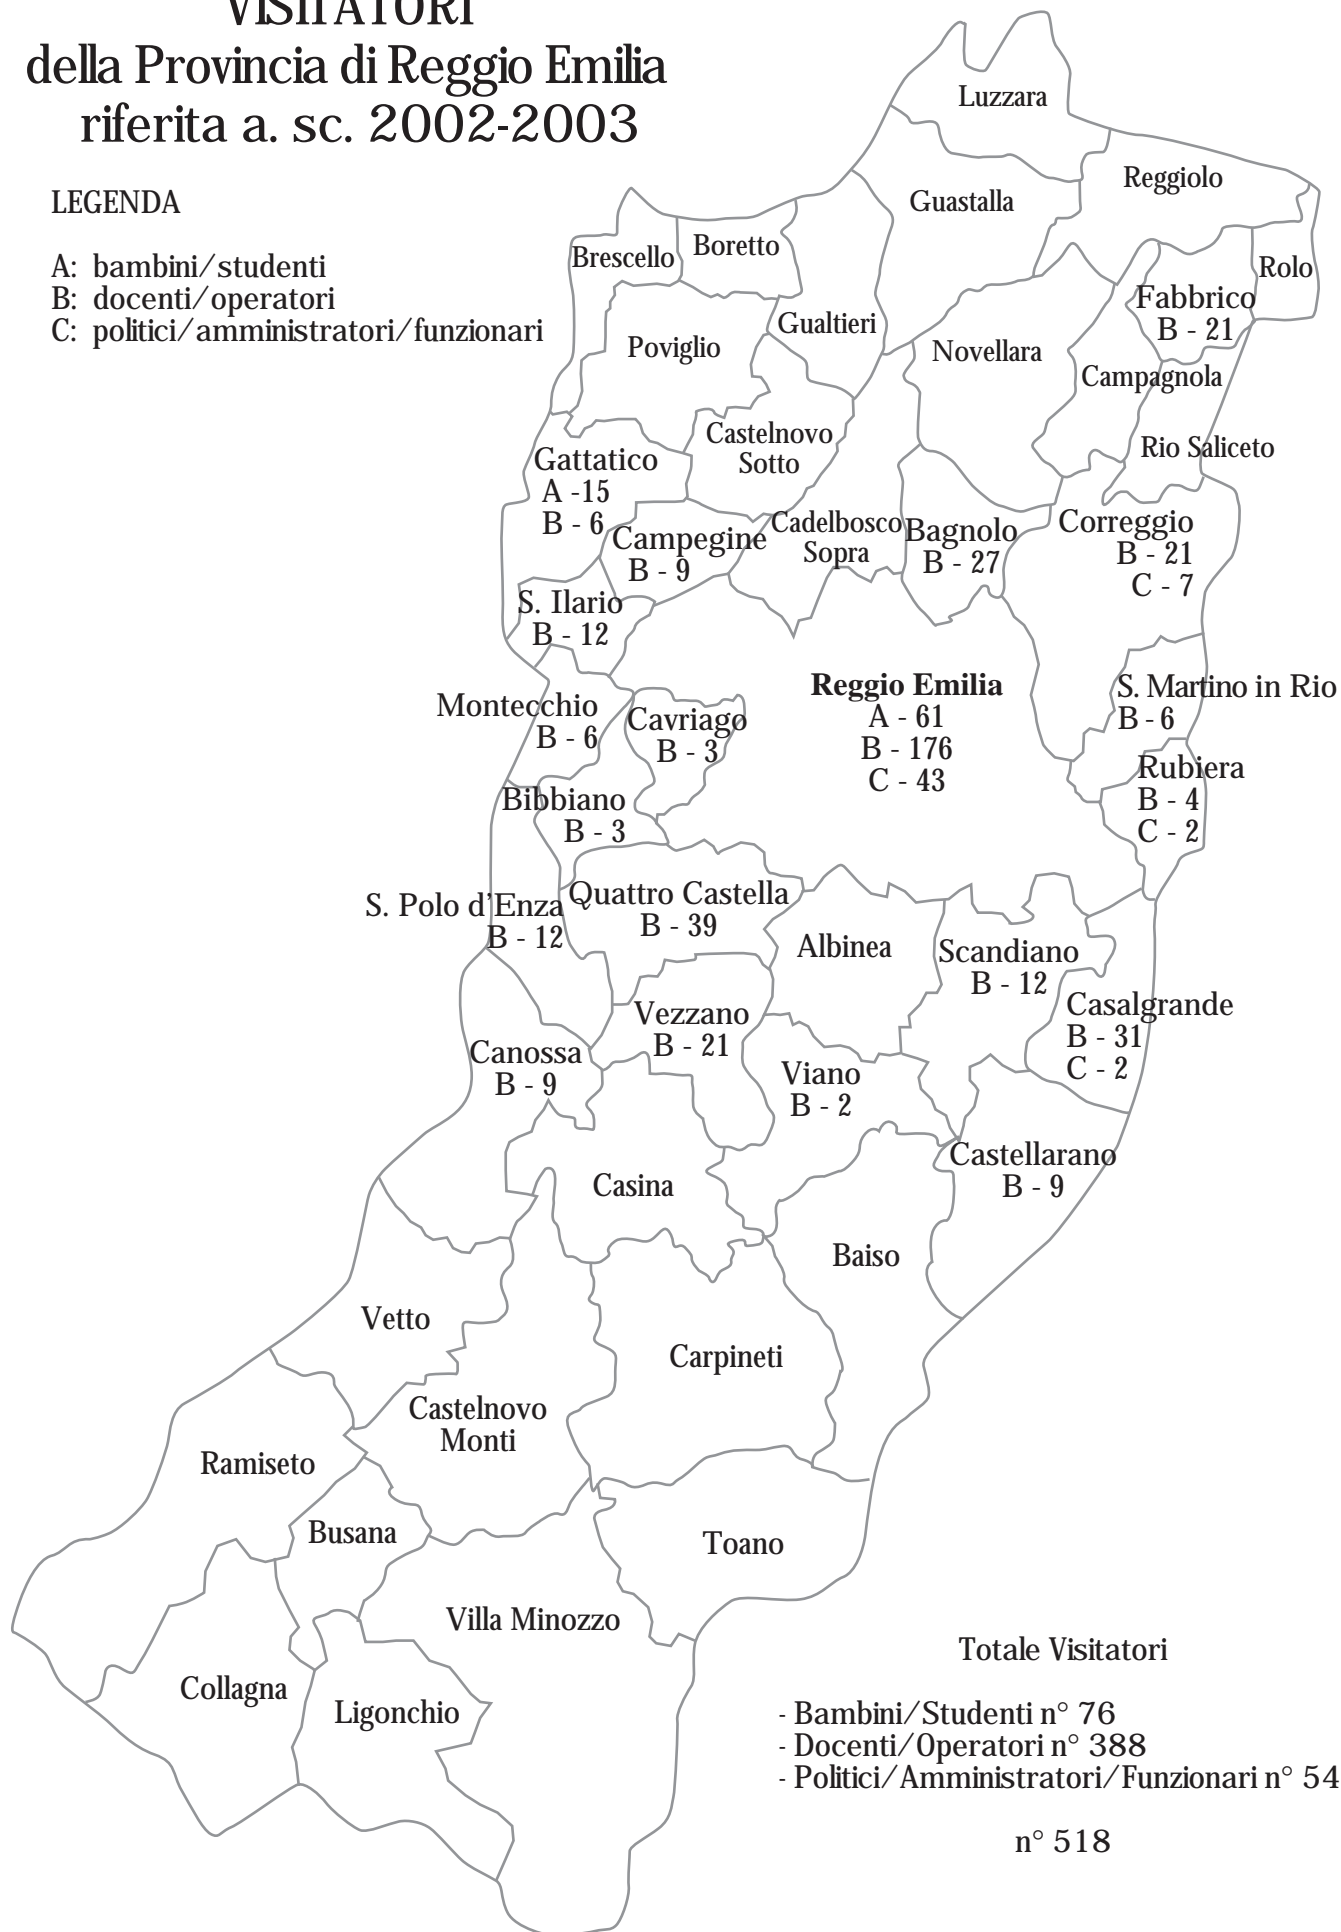 VISITATORI
della Provincia di Reggio Emilia
riferita a. sc. 2002-2003
LEGENDA
A: bambini/studenti
B: docenti/operatori
C: politici/amministratori/funzionari
Luzzara
Reggiolo
Guastalla
Boretto
Brescello
Rolo
Fabbrico
B - 21
Gualtieri
Poviglio
Novellara
Campagnola
Castelnovo
Sotto
Rio Saliceto
Gattatico
A -15
B - 6
Campegine
B - 9
Cadelbosco
Sopra
Bagnolo
B - 27
Correggio
B - 21
C - 7
S. Ilario
B - 12
Reggio Emilia
A - 61
B - 176
C - 43
S. Martino in Rio
B - 6
Montecchio
B - 6
Cavriago
B - 3
Rubiera
B - 4
C - 2
Bibbiano
B - 3
S. Polo d'Enza
B - 12
Quattro Castella
B - 39
Albinea
Scandiano
B - 12
Casalgrande
B - 31
C - 2
Vezzano
B - 21
Canossa
B - 9
Viano
B - 2
Castellarano
B - 9
Casina
Baiso
Vetto
Carpineti
Castelnovo
Monti
Ramiseto
Busana
Toano
Villa Minozzo
Collagna
Ligonchio
Totale Visitatori
- Bambini/Studenti n° 76
- Docenti/Operatori n° 388
- Politici/Amministratori/Funzionari n° 54
n° 518